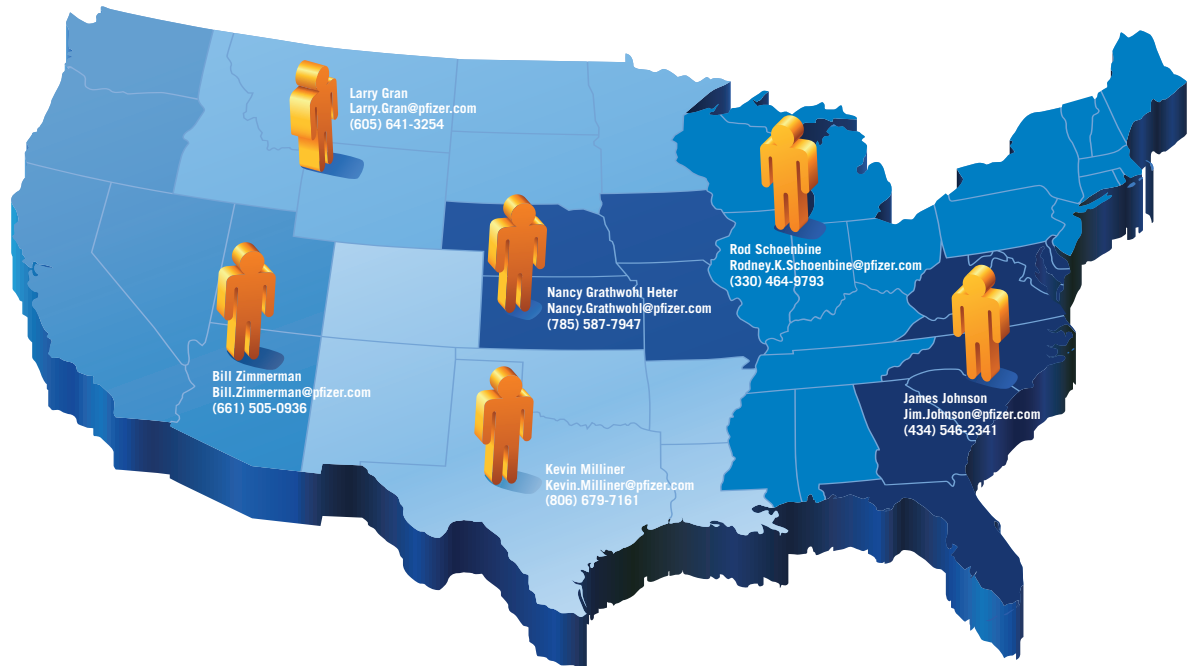 Larry Gran
Larry.Gran@pfizer.com
(605) 641-3254
Rod Schoenbine
Rodney.K.Schoenbine@pfizer.com
(330) 464-9793
Nancy Grathwohl Heter
Nancy.Grathwohl@pfizer.com
(785) 587-7947
Bill Zimmerman
Bill.Zimmerman@pfizer.com
(661) 505-0936
James Johnson
Jim.Johnson@pfizer.com
(434) 546-2341
Kevin Milliner
Kevin.Milliner@pfizer.com
(806) 679-7161